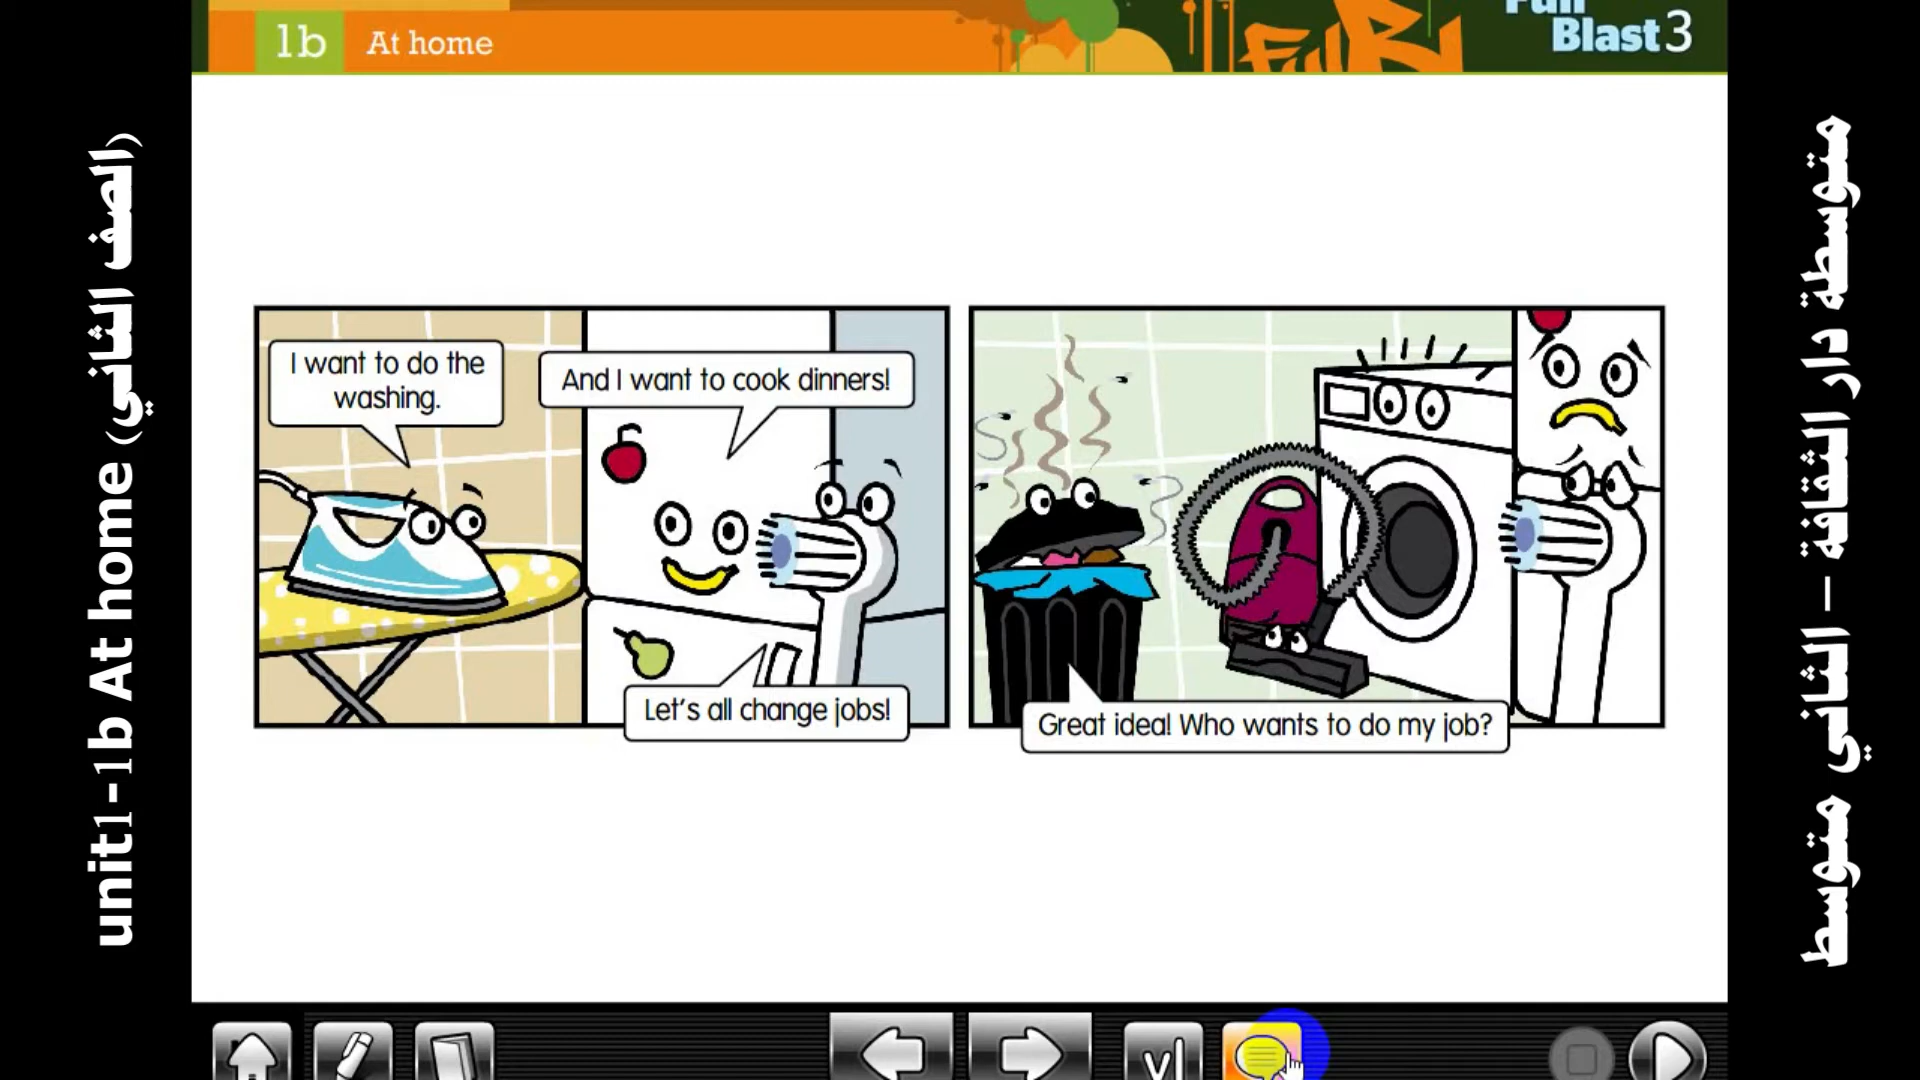 1b
At home
Full
Blast 3
FullB
(الصف الثاني) unit1-1b At home
I want to do the
washing.
And I want to cook dinners!
Let's all change jobs!
Great idea! Who wants to do my job?
متوسطة دار الثقافة – الثاني متوسط